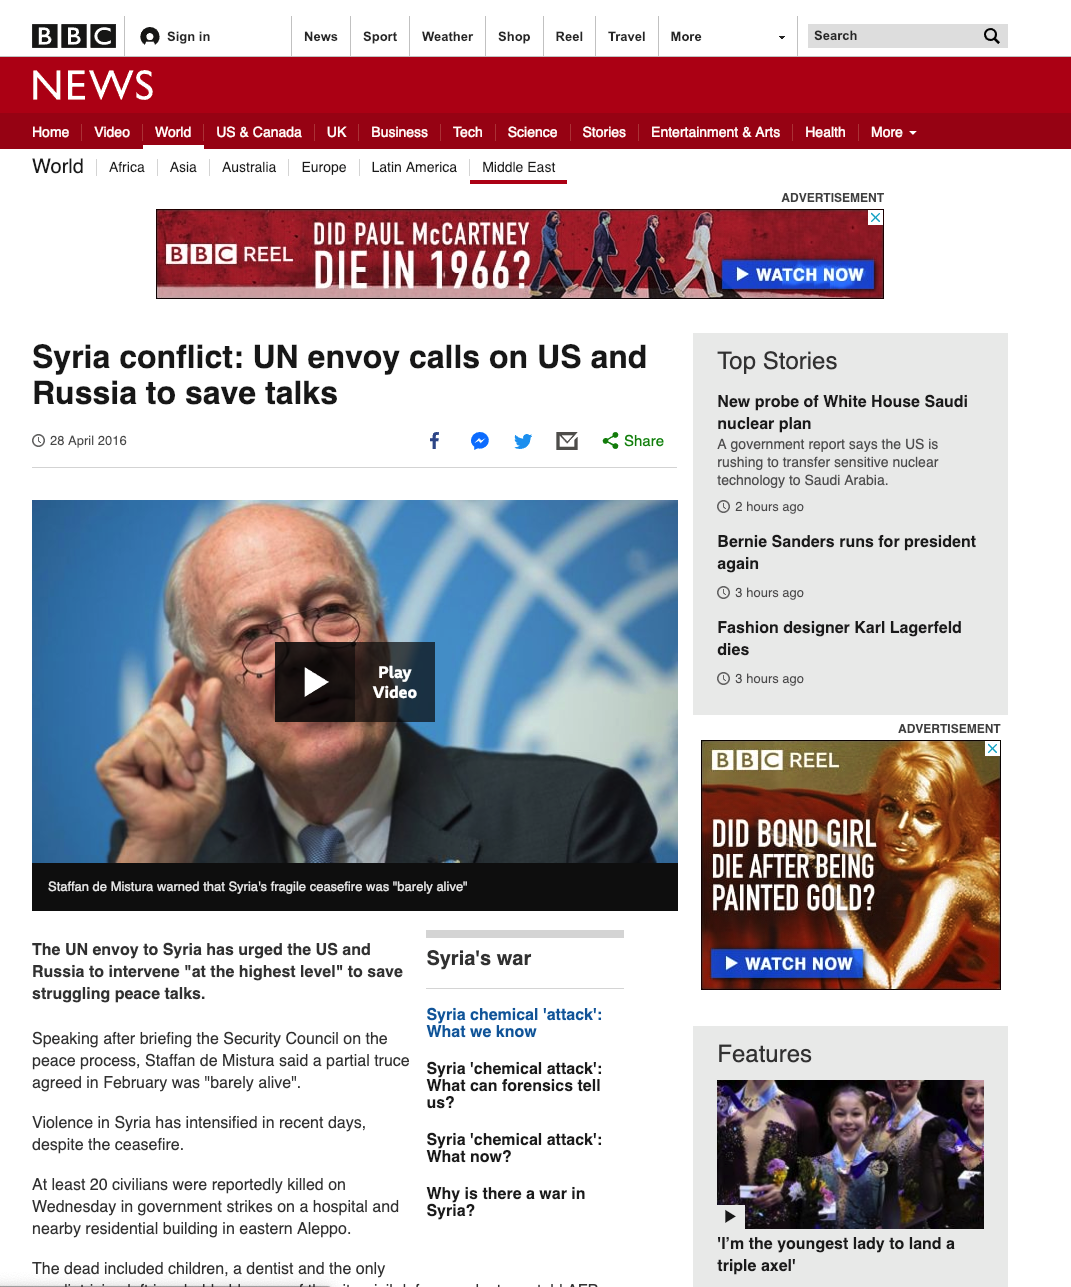 BBC
Sign in
News
Sport
Weather
Shop
Reel
Travel
More
Search
NEWS
Home
Video
World
US & Canada
UK
Business
Tech
Science
Stories
Entertainment & Arts
Health
More
World
Africa
Asia
Australia
Europe
Latin America
Middle East
ADVERTISEMENT
BBC REEL
DID PAUL McCARTNEY
DIE IN 1966?
WATCH NOW
Syria conflict: UN envoy calls on US and
Russia to save talks
28 April 2016
Share
Play
Video
Staffan de Mistura warned that Syria's fragile ceasefire was "barely alive"
The UN envoy to Syria has urged the US and
Russia to intervene "at the highest level" to save
struggling peace talks.
Speaking after briefing the Security Council on the
peace process, Staffan de Mistura said a partial truce
agreed in February was "barely alive".
Violence in Syria has intensified in recent days,
despite the ceasefire.
At least 20 civilians were reportedly killed on
Wednesday in government strikes on a hospital and
nearby residential building in eastern Aleppo.
The dead included children, a dentist and the only
Syria's war
Syria chemical 'attack':
What we know
Syria 'chemical attack':
What can forensics tell
us?
Syria 'chemical attack':
What now?
Why is there a war in
Syria?
Top Stories
New probe of White House Saudi
nuclear plan
A government report says the US is
rushing to transfer sensitive nuclear
technology to Saudi Arabia.
2 hours ago
Bernie Sanders runs for president
again
3 hours ago
Fashion designer Karl Lagerfeld
dies
3 hours ago
ADVERTISEMENT
BBC REEL
DID BOND GIRL
DIE AFTER BEING
PAINTED GOLD?
WATCH NOW
Features
'I'm the youngest lady to land a
triple axel'